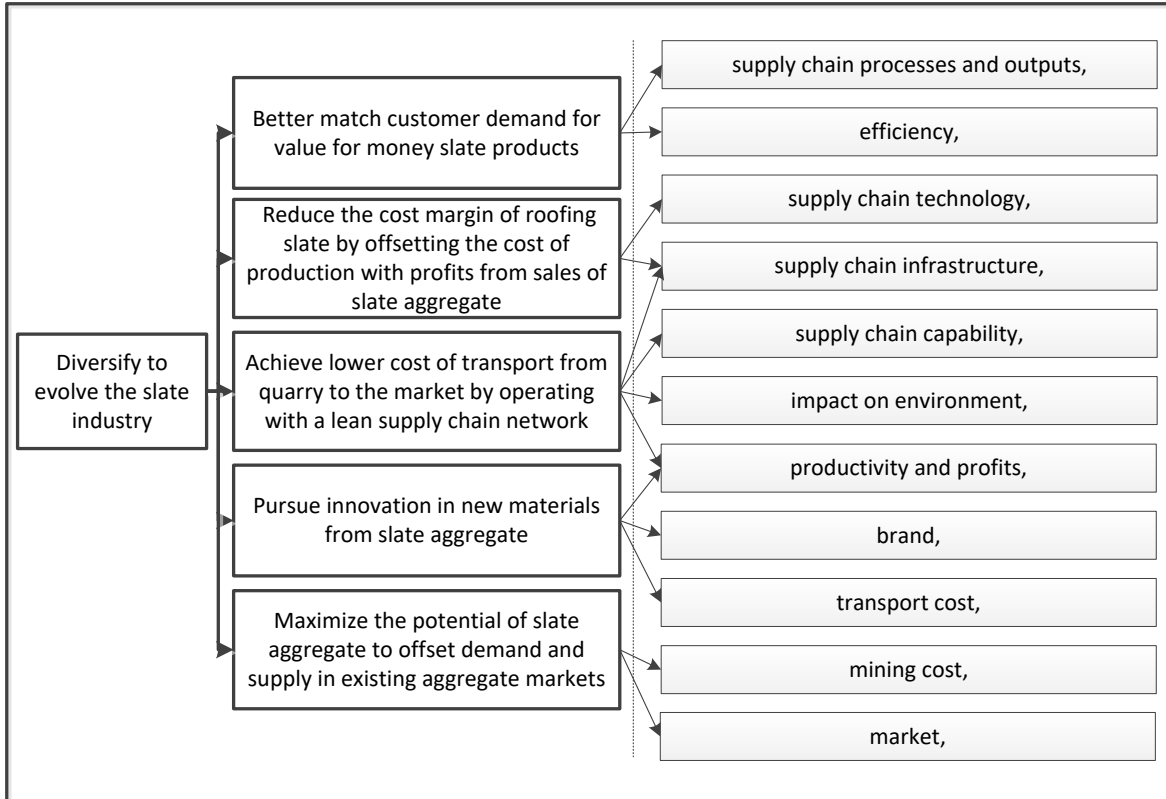 Diversify to
evolve the slate
industry
Better match customer demand for
value for money slate products
Reduce the cost margin of roofing
slate by offsetting the cost of
production with profits from sales of
slate aggregate
Achieve lower cost of transport from
quarry to the market by operating
with a lean supply chain network
Pursue innovation in new materials
from slate aggregate
Maximize the potential of slate
aggregate to offset demand and
supply in existing aggregate markets
supply chain processes and outputs,
efficiency,
supply chain technology,
supply chain infrastructure,
supply chain capability,
impact on environment,
productivity and profits,
brand,
transport cost,
mining cost,
market,